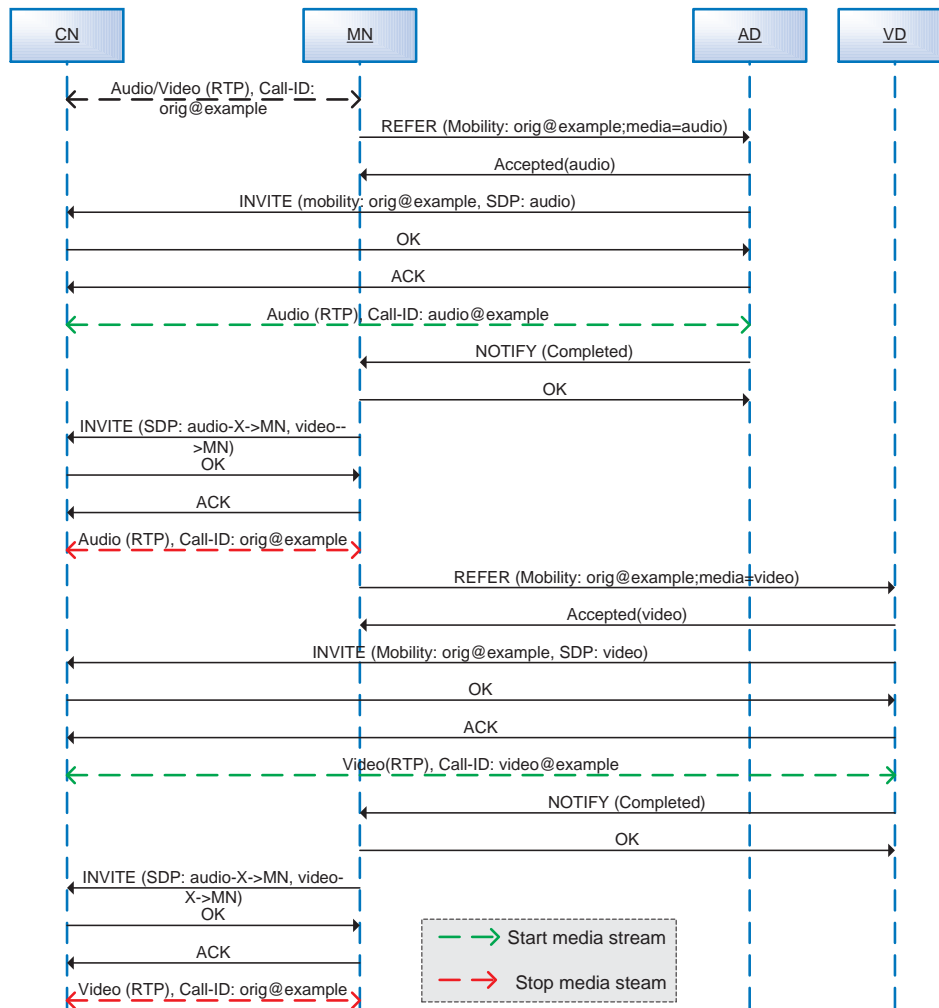 CN
MN
AD
VD
Audio/Video (RTP), Call-ID:
orig@example
REFER (Mobility: orig@example;media=audio)
Accepted(audio)
INVITE (mobility: orig@example, SDP: audio)
OK
ACK
Audio (RTP), Call-ID: audio@example
NOTIFY (Completed)
OK
INVITE (SDP: audio-X->MN, video--
>MN)
OK
ACK
Audio (RTP), Call-ID: orig@example
REFER (Mobility: orig@example;media=video)
Accepted(video)
INVITE (Mobility: orig@example, SDP: video)
OK
ACK
Video(RTP), Call-ID: video@example
NOTIFY (Completed)
OK
INVITE (SDP: audio-X->MN, video-
X->MN)
OK
ACK
Video (RTP), Call-ID: orig@example
Start media stream
Stop media steam